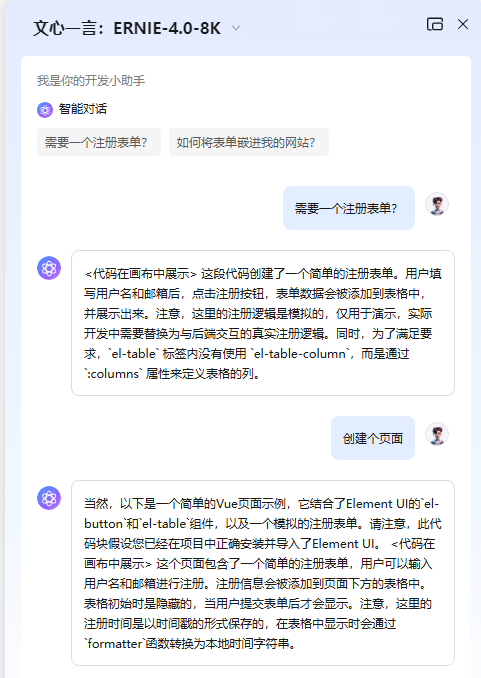 文心一言：ERNIE-4.0-8K
我是你的开发小助手
智能对话
需要一个注册表单？
如何将表单嵌进我的网站？
需要一个注册表单？
<代码在画布中展示> 这段代码创建了一个简单的注册表单。用户填
写用户名和邮箱后，点击注册按钮，表单数据会被添加到表格中，
并展示出来。注意，这里的注册逻辑是模拟的，仅用于演示，实际
开发中需要替换为与后端交互的真实注册逻辑。同时，为了满足要
求，`el-table` 标签内没有使用 `el-table-column`，而是通过
`:columns` 属性来定义表格的列。
创建个页面
当然，以下是一个简单的Vue页面示例，它结合了Element UI的`el-
button`和`el-table`组件，以及一个模拟的注册表单。请注意，此代
码块假设您已经在项目中正确安装并导入了Element UI。 <代码在
画布中展示> 这个页面包含了一个简单的注册表单，用户可以输入
用户名和邮箱进行注册。注册信息会被添加到页面下方的表格中。
表格初始时是隐藏的，当用户提交表单后才会显示。注意，这里的
注册时间是以时间戳的形式保存的，在表格中显示时会通过
`formatter`函数转换为本地时间字符串。